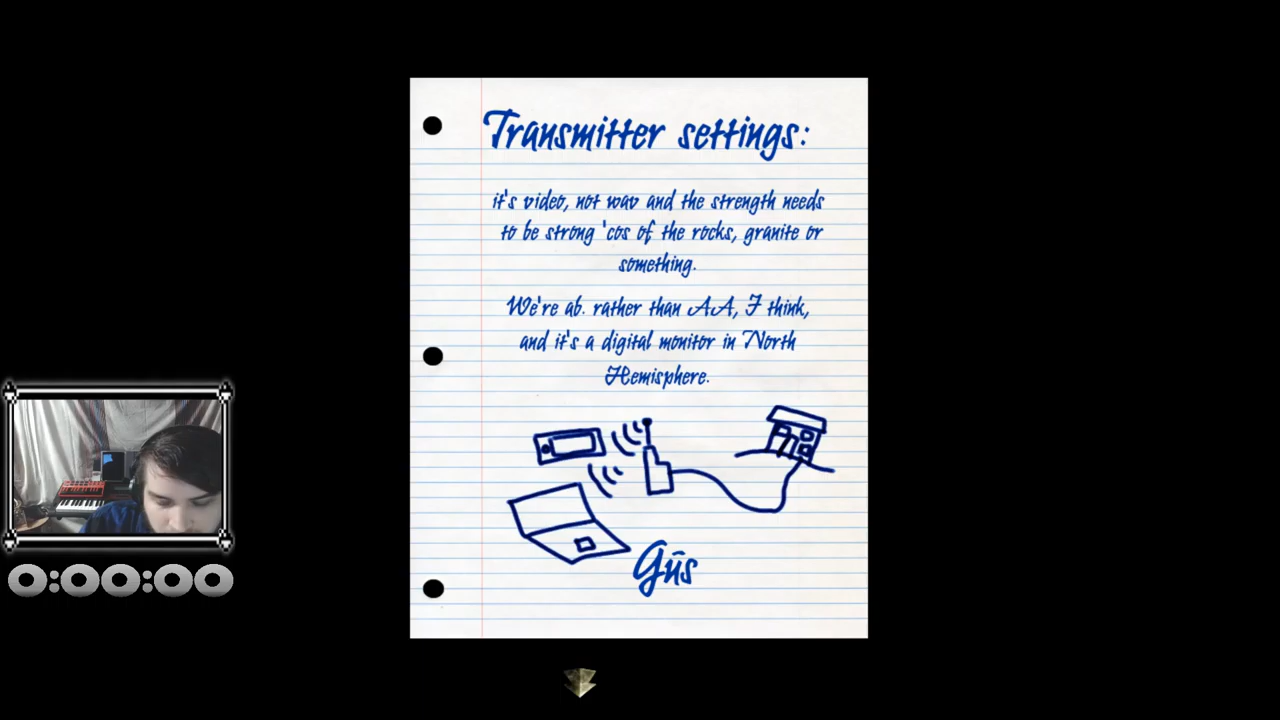 Transmitter settings:
it's video, not wav and the strength needs
to be strong 'cos of the rocks, granite or
something.
We're ab. rather than AA, I think,
and it's a digital monitor in North
Hemisphere.
Gus
0:00:00